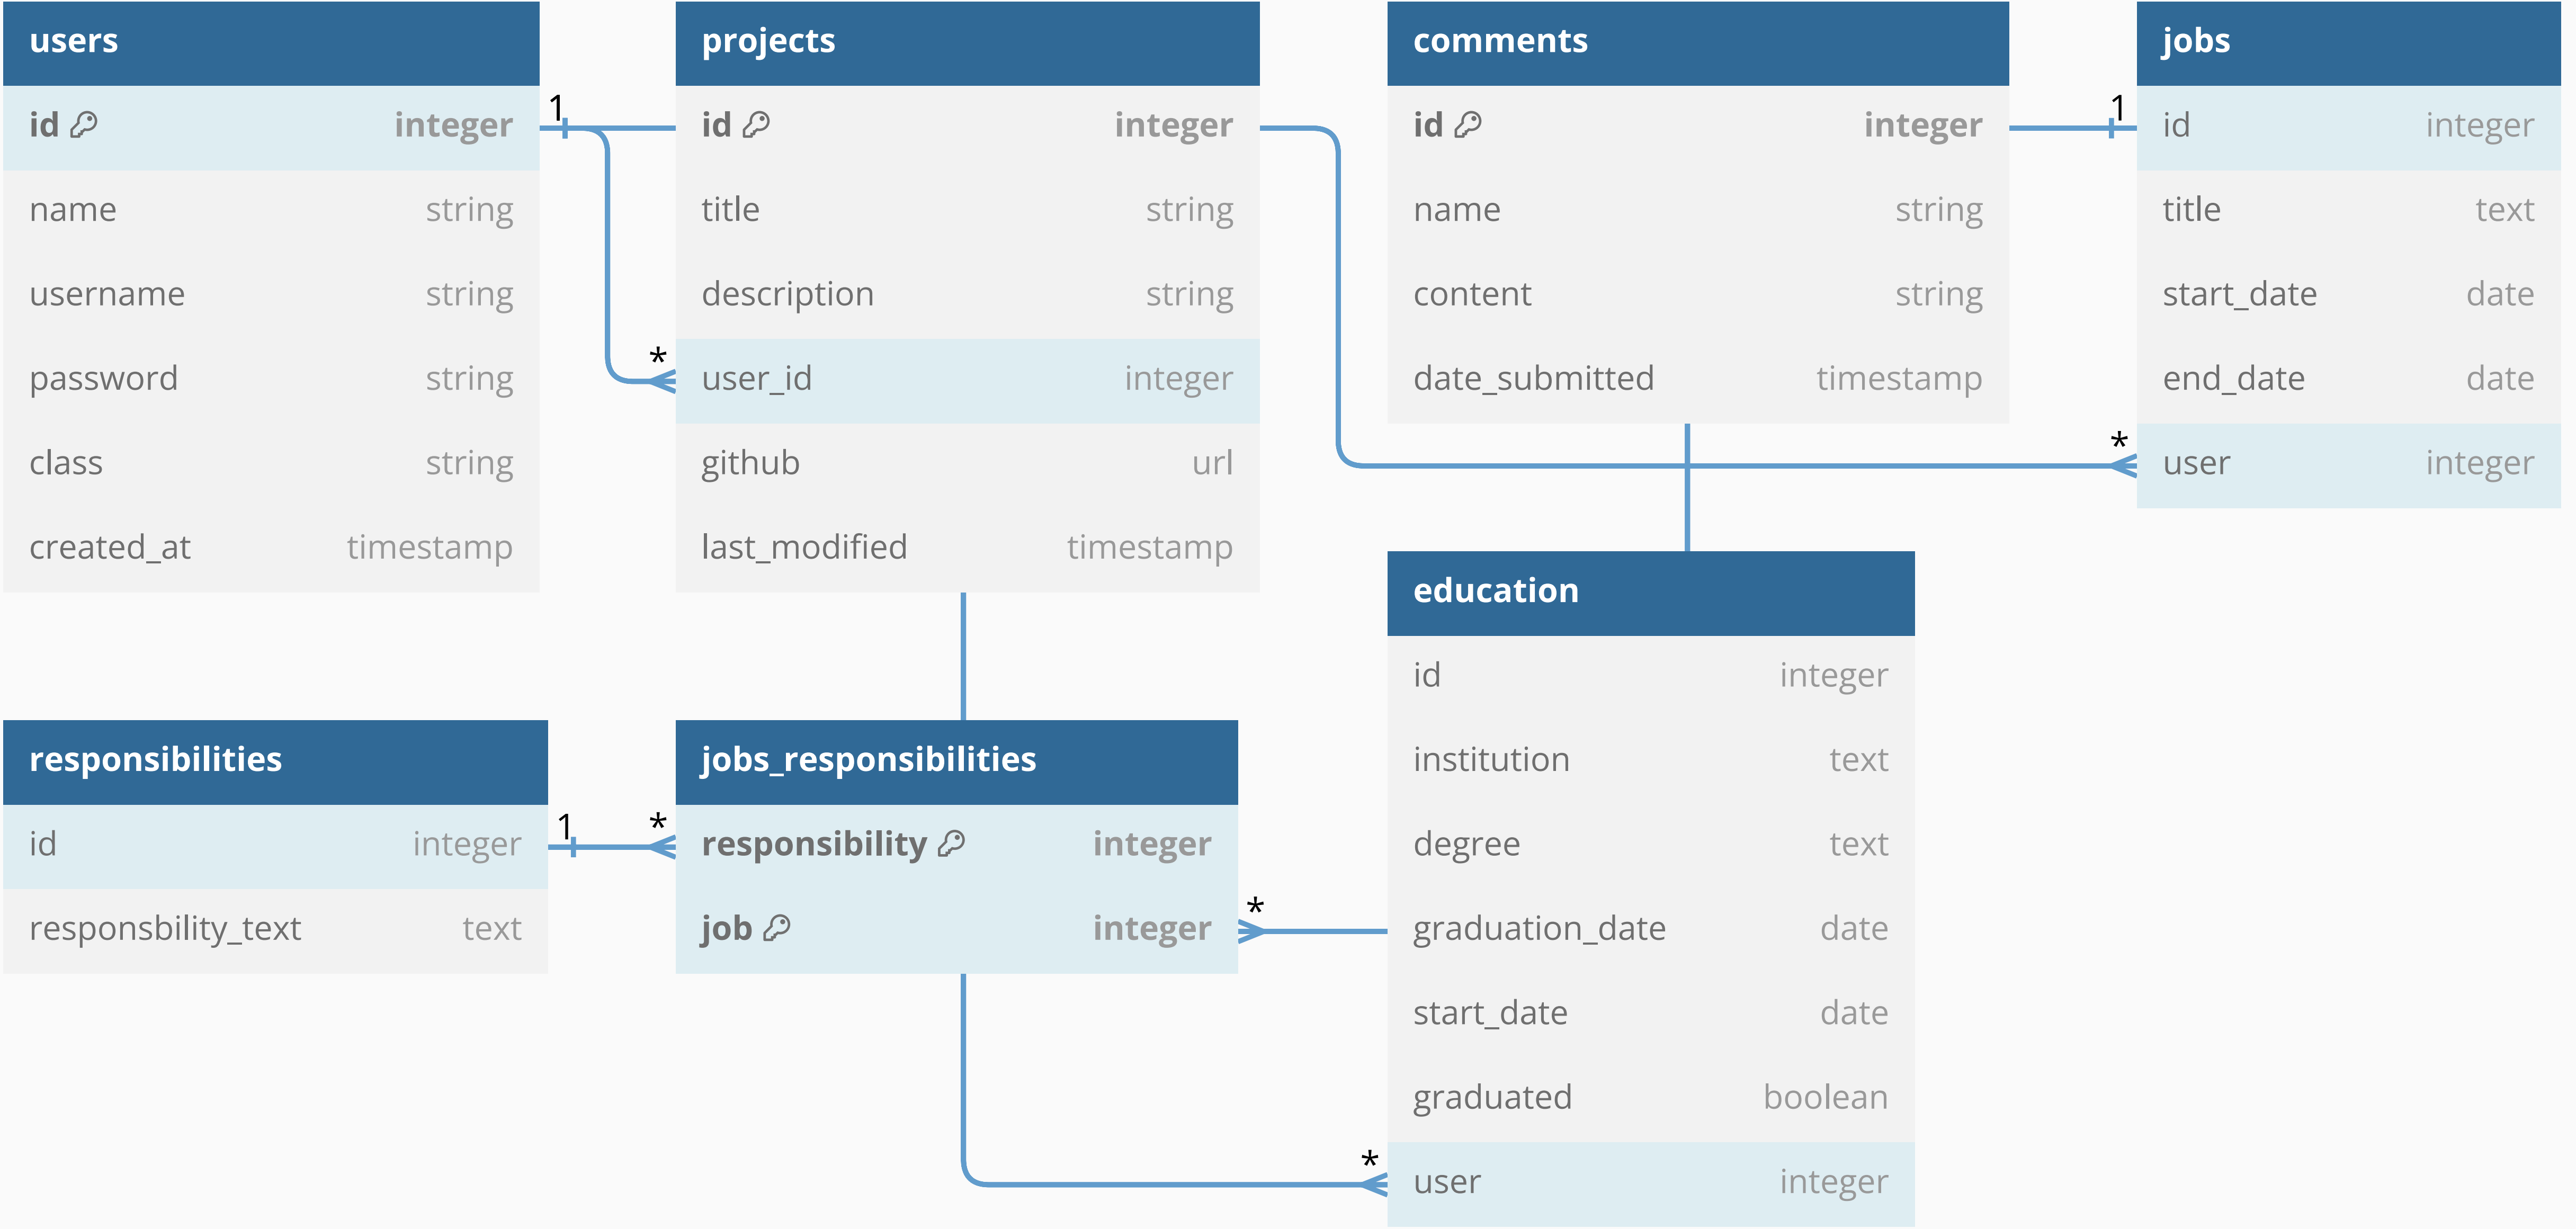 users
id integer
name string
username string
password string
class string
created_at timestamp
1
*
projects
id integer
title string
description string
user_id integer
github url
last_modified timestamp
comments
id integer
name string
content string
date_submitted timestamp
1
*
jobs
id integer
title text
start_date date
end_date date
user integer
responsibilities
id integer
responsbility_text text
1
*
jobs_responsibilities
responsibility integer
job integer
*
*
education
id integer
institution text
degree text
graduation_date date
start_date date
graduated boolean
user integer